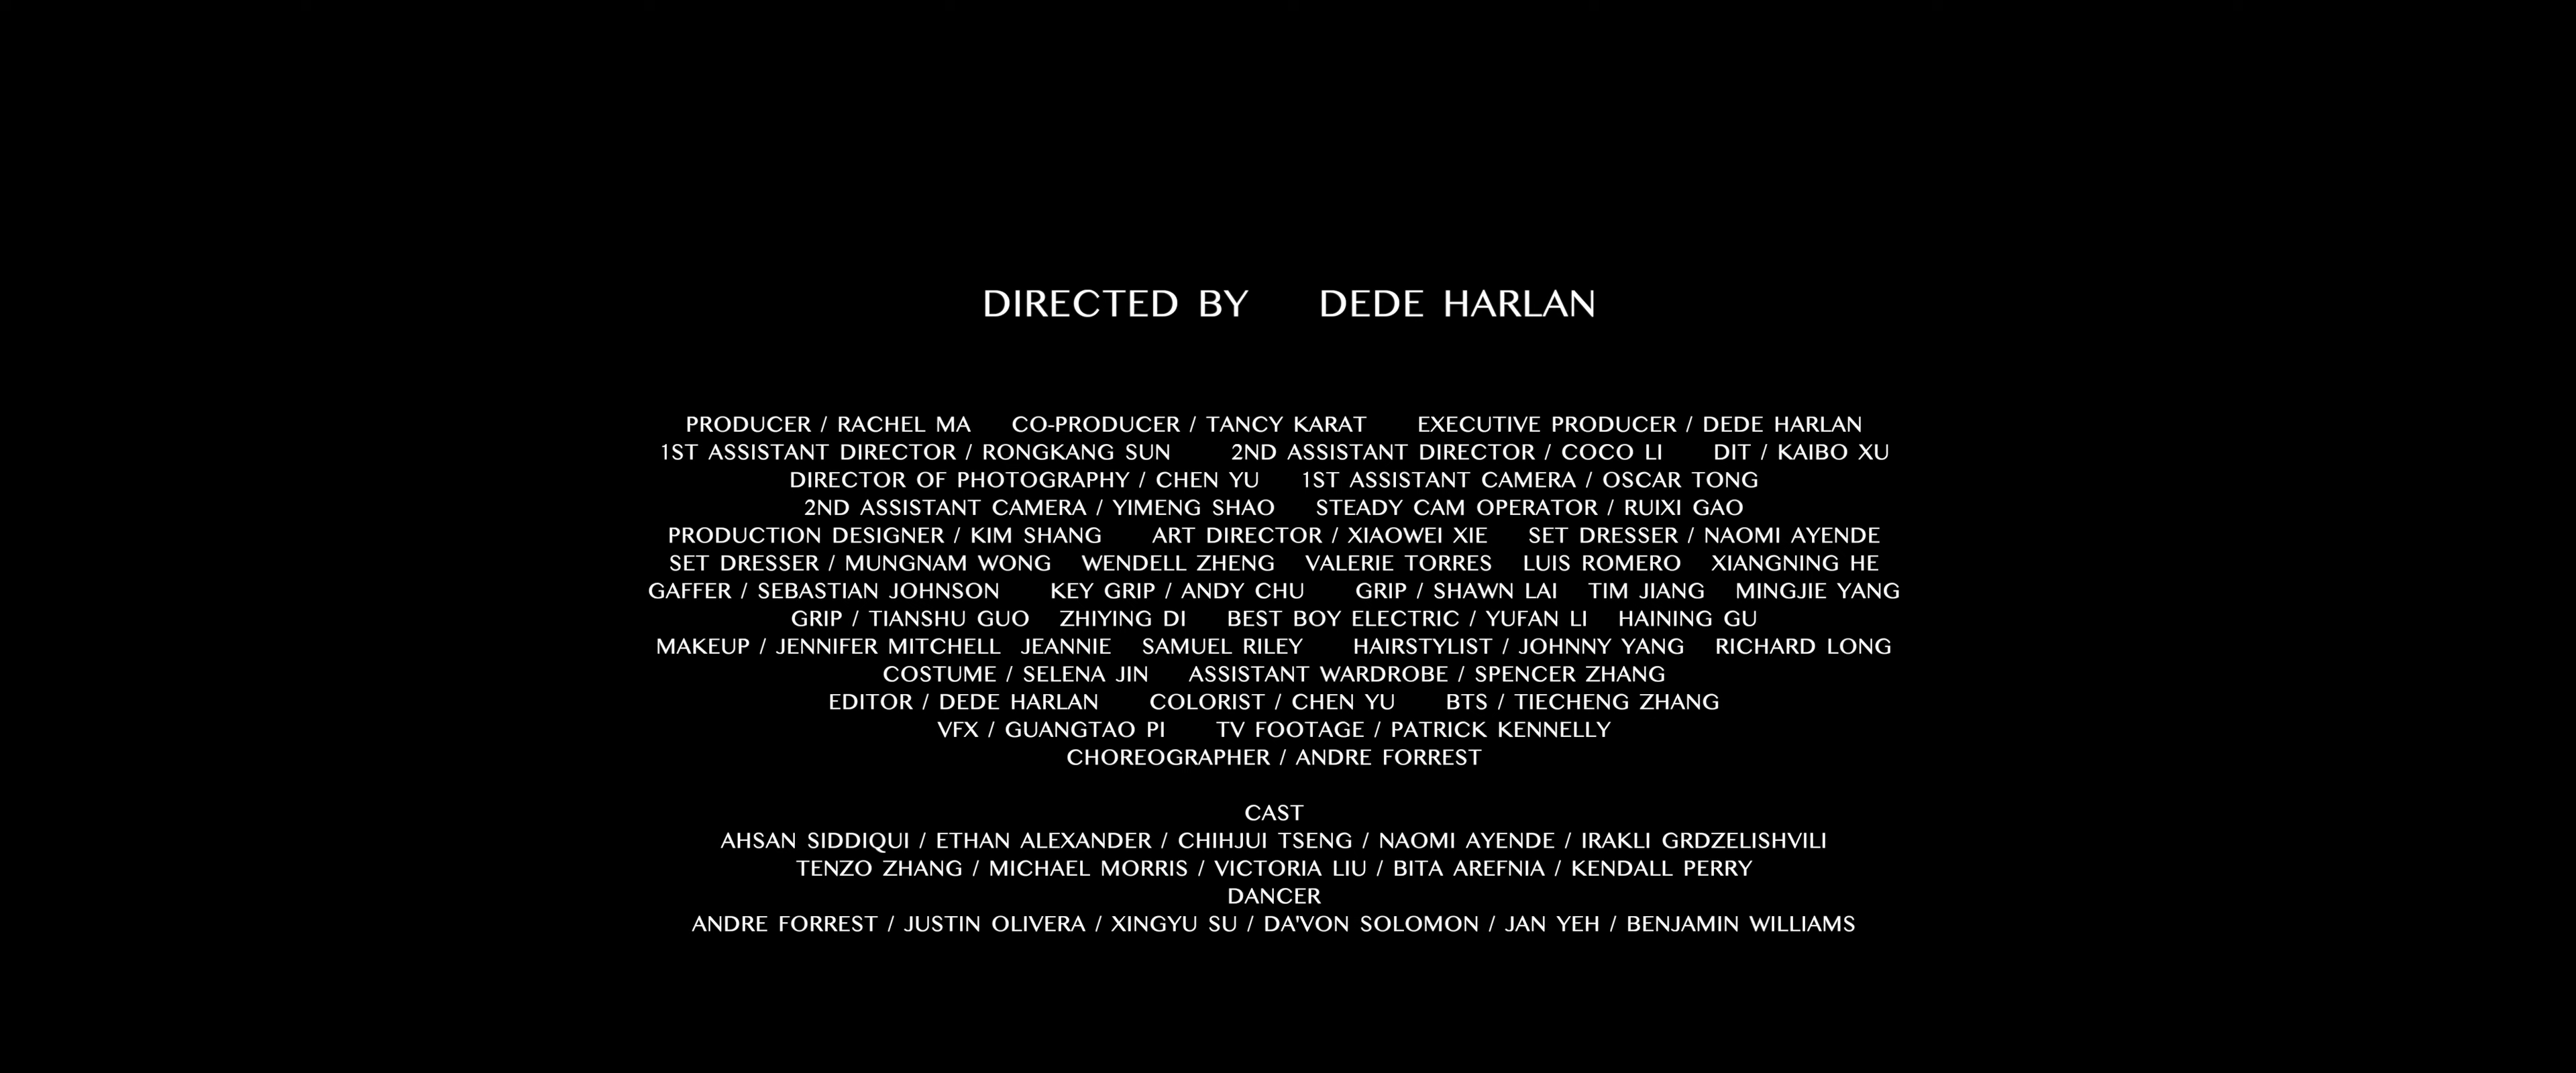 DIRECTED BY DEDE HARLAN
PRODUCER / RACHEL MA CO-PRODUCER / TANCY KARAT EXECUTIVE PRODUCER / DEDE HARLAN
1ST ASSISTANT DIRECTOR / RONGKANG SUN 2ND ASSISTANT DIRECTOR / COCO LI DIT / KAIBO XU
DIRECTOR OF PHOTOGRAPHY / CHEN YU 1ST ASSISTANT CAMERA / OSCAR TONG
2ND ASSISTANT CAMERA / YIMENG SHAO STEADY CAM OPERATOR / RUIXI GAO
PRODUCTION DESIGNER / KIM SHANG ART DIRECTOR / XIAOWEI XIE SET DRESSER / NAOMI AYENDE
SET DRESSER / MUNGNAM WONG WENDELL ZHENG VALERIE TORRES LUIS ROMERO XIANGNING HE
GAFFER / SEBASTIAN JOHNSON KEY GRIP / ANDY CHU GRIP / SHAWN LAI TIM JIANG MINGJIE YANG
GRIP / TIANSHU GUO ZHIYING DI BEST BOY ELECTRIC / YUFAN LI HAINING GU
MAKEUP / JENNIFER MITCHELL JEANNIE SAMUEL RILEY HAIRSTYLIST / JOHNNY YANG RICHARD LONG
COSTUME / SELENA JIN ASSISTANT WARDROBE / SPENCER ZHANG
EDITOR / DEDE HARLAN COLORIST / CHEN YU BTS / TIECHENG ZHANG
VFX / GUANGTAO PI TV FOOTAGE / PATRICK KENNELLY
CHOREOGRAPHER / ANDRE FORREST
CAST
AHSAN SIDDIQUI / ETHAN ALEXANDER / CHIHJUI TSENG / NAOMI AYENDE / IRAKLI GRDZELISHVILI
TENZO ZHANG / MICHAEL MORRIS / VICTORIA LIU / BITA AREFNIA / KENDALL PERRY
DANCER
ANDRE FORREST / JUSTIN OLIVERA / XINGYU SU / DA'VON SOLOMON / JAN YEH / BENJAMIN WILLIAMS